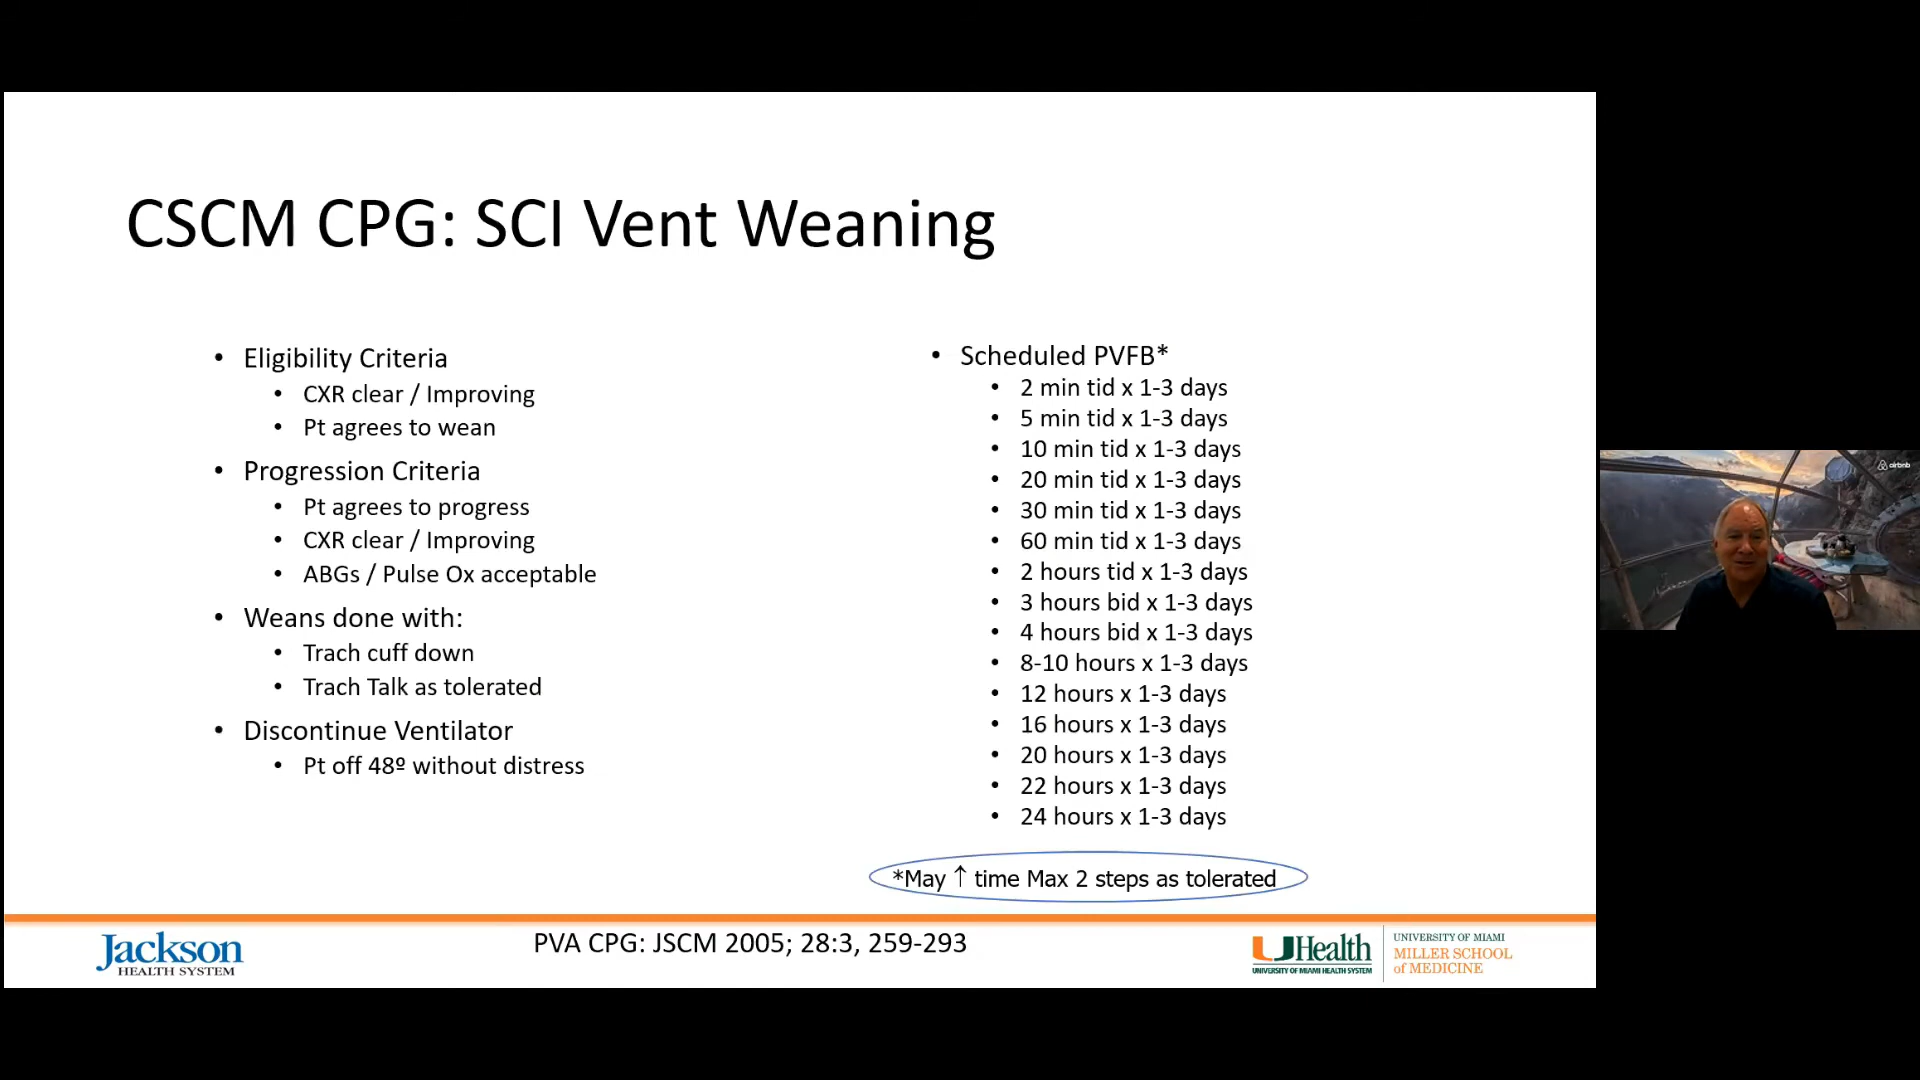 CSCM CPG: SCI Vent Weaning
• Eligibility Criteria
• CXR clear / Improving
• Pt agrees to wean
• Progression Criteria
• Pt agrees to progress
• CXR clear / Improving
• ABGs / Pulse Ox acceptable
• Weans done with:
• Trach cuff down
• Trach Talk as tolerated
• Discontinue Ventilator
• Pt off 48º without distress
• Scheduled PVFB*
• 2 min tid x 1-3 days
• 5 min tid x 1-3 days
• 10 min tid x 1-3 days
• 20 min tid x 1-3 days
• 30 min tid x 1-3 days
• 60 min tid x 1-3 days
• 2 hours tid x 1-3 days
• 3 hours bid x 1-3 days
• 4 hours bid x 1-3 days
• 8-10 hours x 1-3 days
• 12 hours x 1-3 days
• 16 hours x 1-3 days
• 20 hours x 1-3 days
• 22 hours x 1-3 days
• 24 hours x 1-3 days
*May ↑ time Max 2 steps as tolerated
Jackson
HEALTH SYSTEM
PVA CPG: JSCM 2005; 28:3, 259-293
UHealth
UNIVERSITY OF MIAMI HEALTH SYSTEM
UNIVERSITY OF MIAMI
MILLER SCHOOL
of MEDICINE
airbnb